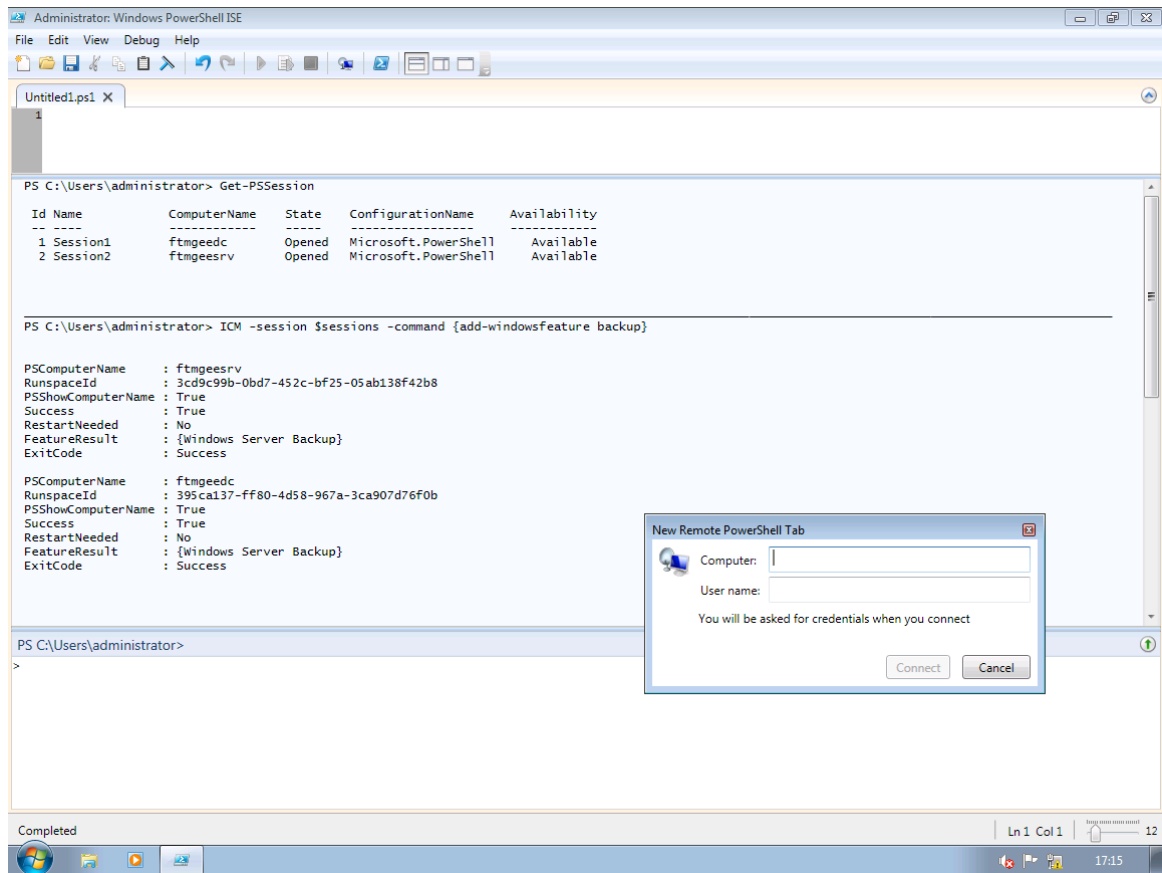 Administrator: Windows PowerShell ISE
File Edit View Debug Help
Untitled1.ps1
1
PS C:\Users\administrator> Get-PSSession
Id Name ComputerName State ConfigurationName Availability
-- ---- ------------ ----- ----------------- ------------
1 Session1 ftmgeedc Opened Microsoft.PowerShell Available
2 Session2 ftmgeesrv Opened Microsoft.PowerShell Available
PS C:\Users\administrator> ICM -session $sessions -command {add-windowsfeature backup}
PSComputerName : ftmgeesrv
RunspaceId : 3cd9c99b-0bd7-452c-bf25-05ab138f42b8
PSShowComputerName : True
Success : True
RestartNeeded : No
FeatureResult : {Windows Server Backup}
ExitCode : Success
PSComputerName : ftmgeedc
RunspaceId : 395ca137-ff80-4d58-967a-3ca907d76f0b
PSShowComputerName : True
Success : True
RestartNeeded : No
FeatureResult : {Windows Server Backup}
ExitCode : Success
New Remote PowerShell Tab
Computer:
User name:
You will be asked for credentials when you connect
Connect Cancel
PS C:\Users\administrator>
>
Completed Ln 1 Col 1 12
17:15